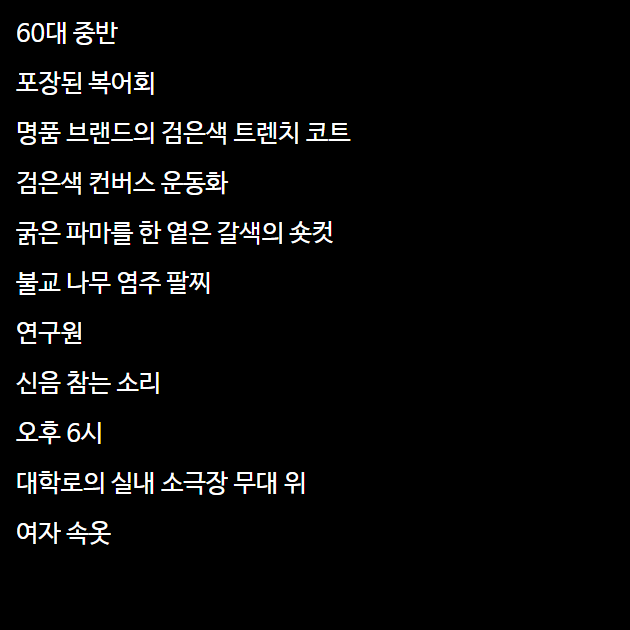 60대 중반
포장된 복어회
명품 브랜드의 검은색 트렌치 코트
검은색 컨버스 운동화
굵은 파마를 한 옅은 갈색의 숏컷
불교 나무 염주 팔찌
연구원
신음 참는 소리
오후 6시
대학로의 실내 소극장 무대 위
여자 속옷